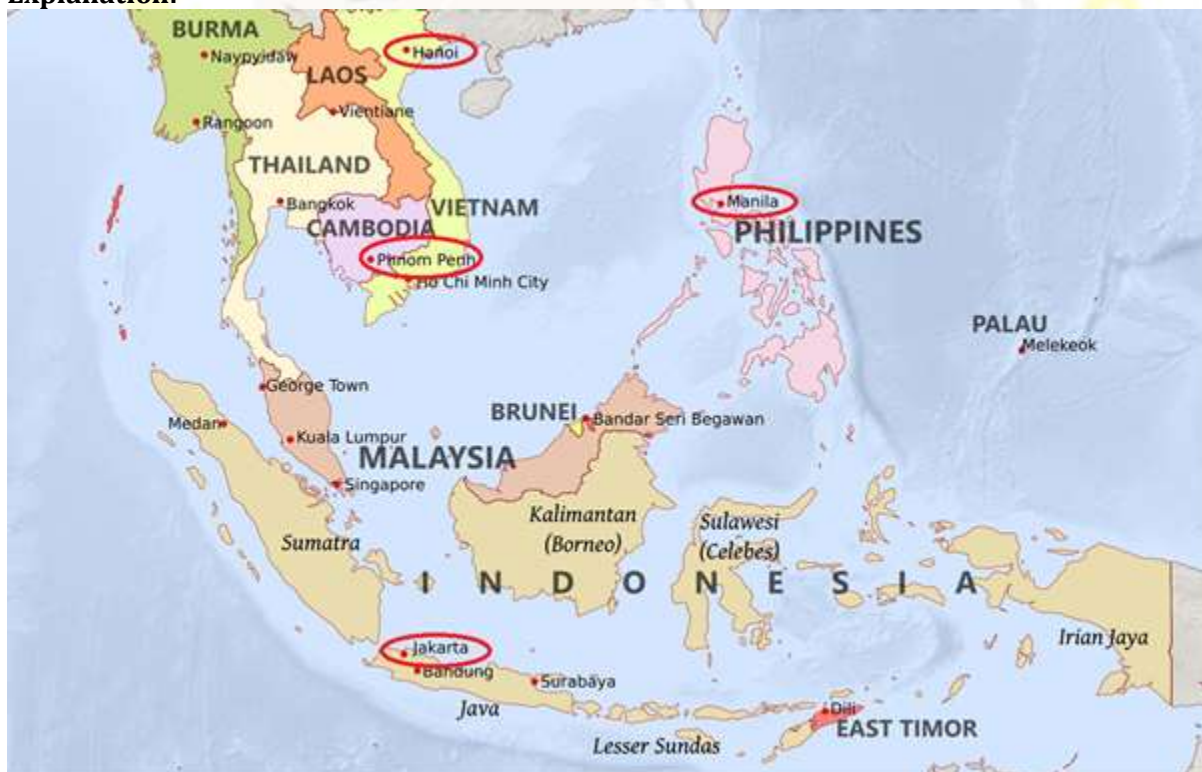 Explanation:
BURMA
Hanoi
Naypyidaw
LAOS
Vientiane
Rangoon
THAILAND
Manila
Bangkok
VIETNAM
CAMBODIA
PHILIPPINES
Phnom Penh
Ho Chi Minh City
PALAU
Melekeok
George Town
BRUNEI
Bandar Seri Begawan
Medan
Kuala Lumpur
MALAYSIA
Singapore
Kalimantan
(Borneo)
Sulawesi
(Celebes)
Sumatra
INDONESIA
Irian Jaya
Jakarta
Bandung
Surabaya
Java
Dili
EAST TIMOR
Lesser Sundas